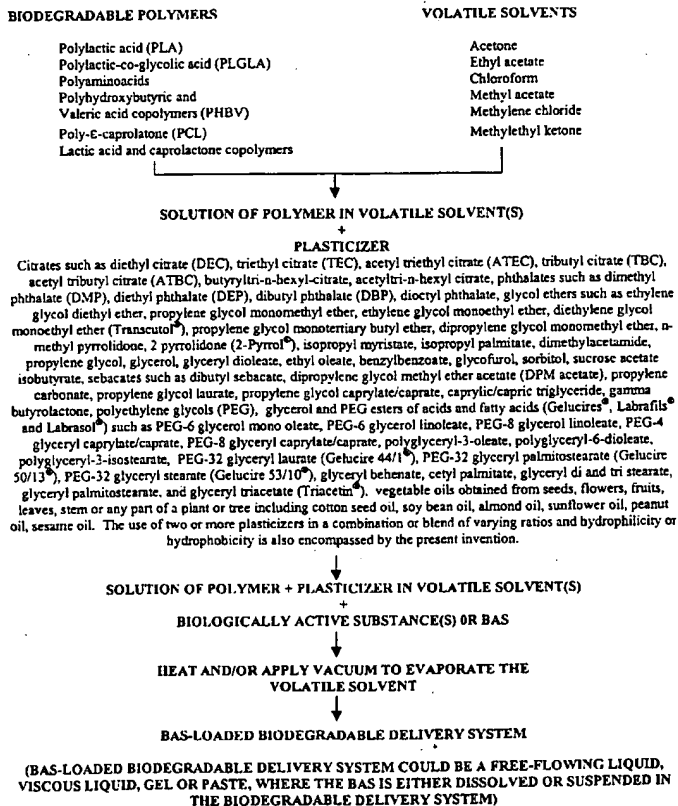 BIODEGRADABLE POLYMERS
VOLATILE SOLVENTS
Polylactic acid (PLA)
Polylactic-co-glycolic acid (PLGLA)
Polyaminoacids
Polyhydroxybutyric and
Valeric acid copolymers (PHBV)
Poly-ε-caprolatone (PCL)
Lactic acid and caprolactone copolymers
Acetone
Ethyl acetate
Chloroform
Methyl acetate
Methylene chloride
Methylethyl ketone
SOLUTION OF POLYMER IN VOLATILE SOLVENT(S)
+
PLASTICIZER
Citrates such as diethyl citrate (DEC), triethyl citrate (TEC), acetyl triethyl citrate (ATEC), tributyl citrate (TBC),
acetyl tributyl citrate (ATBC), butyryltri-n-hexyl-citrate, acetyltri-n-hexyl citrate, phthalates such as dimethyl
phthalate (DMP), diethyl phthalate (DEP), dibutyl phthalate (DBP), dioctyl phthalate, glycol ethers such as ethylene
glycol diethyl ether, propylene glycol monomethyl ether, ethylene glycol monoethyl ether, diethylene glycol
monoethyl ether (Transcutol®), propylene glycol monotertiary butyl ether, dipropylene glycol monomethyl ether, n-
methyl pyrrolidone, 2 pyrrolidone (2-Pyrrol®), isopropyl myristate, isopropyl palmitate, dimethylacetamide,
propylene glycol, glycerol, glyceryl dioleate, ethyl oleate, benzylbenzoate, glycofurol, sorbitol, sucrose acetate
isobutyrate, sebacates such as dibutyl sebacate, dipropylene glycol methyl ether acetate (DPM acetate), propylene
carbonate, propylene glycol laurate, propylene glycol caprylate/caprate, caprylic/capric triglyceride, gamma
butyrolactone, polyethylene glycols (PEG), glycerol and PEG esters of acids and fatty acids (Gelucires®, Labrafils®
and Labrasol®) such as PEG-6 glycerol mono oleate, PEG-6 glycerol linoleate, PEG-8 glycerol linoleate, PEG-4
glyceryl caprylate/caprate, PEG-8 glyceryl caprylate/caprate, polyglyceryl-3-oleate, polyglyceryl-6-dioleate,
polyglyceryl-3-isostearate, PEG-32 glyceryl laurate (Gelucire 44/1®), PEG-32 glyceryl palmitostearate (Gelucire
50/13®), PEG-32 glyceryl stearate (Gelucire 53/10®), glyceryl behenate, cetyl palmitate, glyceryl di and tri stearate,
glyceryl palmitostearate, and glyceryl triacetate (Triacetin®). vegetable oils obtained from seeds, flowers, fruits,
leaves, stem or any part of a plant or tree including cotton seed oil, soy bean oil, almond oil, sunflower oil, peanut
oil, sesame oil. The use of two or more plasticizers in a combination or blend of varying ratios and hydrophilicity or
hydrophobicity is also encompassed by the present invention.
SOLUTION OF POLYMER + PLASTICIZER IN VOLATILE SOLVENT(S)
+
BIOLOGICALLY ACTIVE SUBSTANCE(S) 0R BAS
HEAT AND/OR APPLY VACUUM TO EVAPORATE THE
VOLATILE SOLVENT
BAS-LOADED BIODEGRADABLE DELIVERY SYSTEM
(BAS-LOADED BIODEGRADABLE DELIVERY SYSTEM COULD BE A FREE-FLOWING LIQUID,
VISCOUS LIQUID, GEL OR PASTE, WHERE THE BAS IS EITHER DISSOLVED OR SUSPENDED IN
THE BIODEGRADABLE DELIVERY SYSTEM)